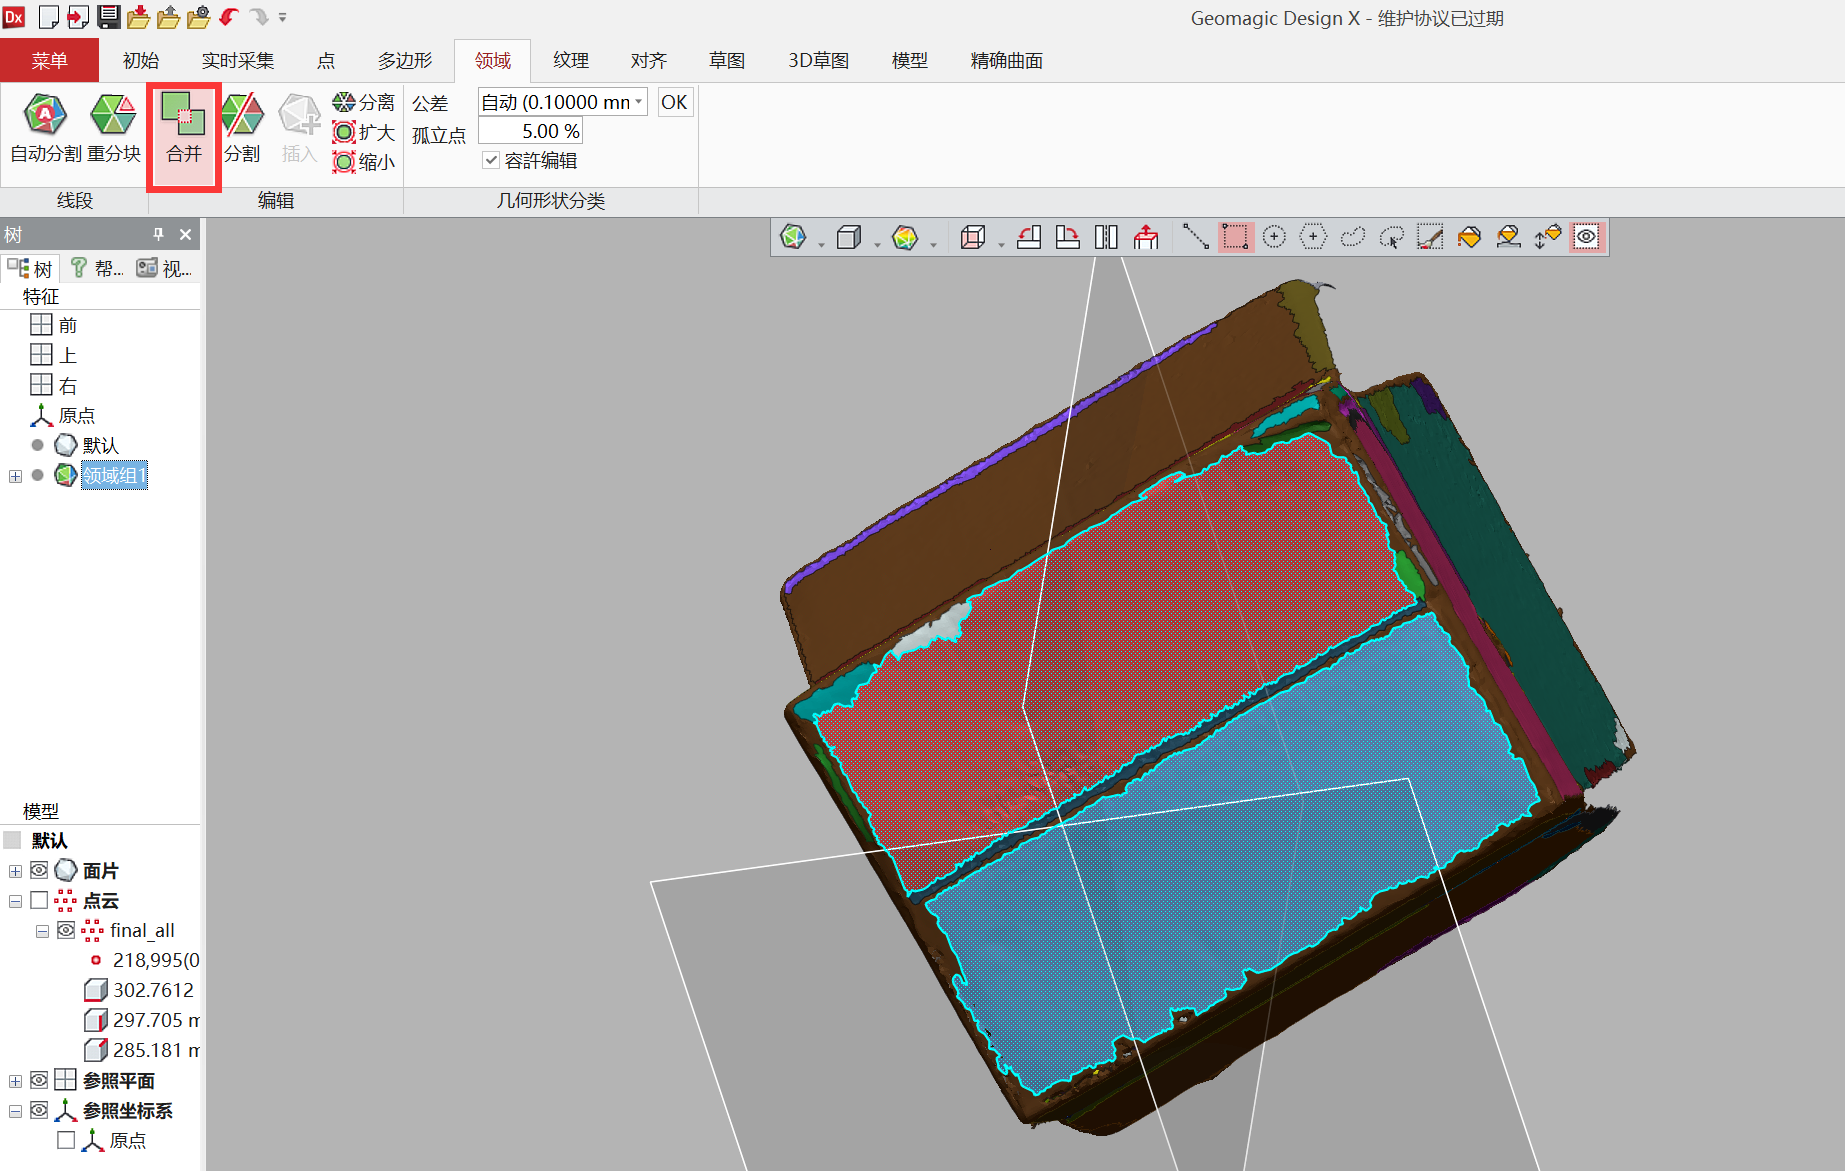 Dx
Geomagic Design X - 维护协议已过期
菜单 初始 实时采集 点 多边形 领域 纹理 对齐 草图 3D草图 模型 精确曲面
自动分割 重分块 合并 分割 插入
分离
扩大
缩小
公差 自动 (0.10000 mm OK
孤立点 5.00 %
容許编辑
线段 编辑 几何形状分类
树
树 帮... 视...
特征
前
上
右
原点
默认
领域组1
模型
默认
面片
点云
final_all
218,995(0
302.7612
297.705 m
285.181 m
参照平面
参照坐标系
原点